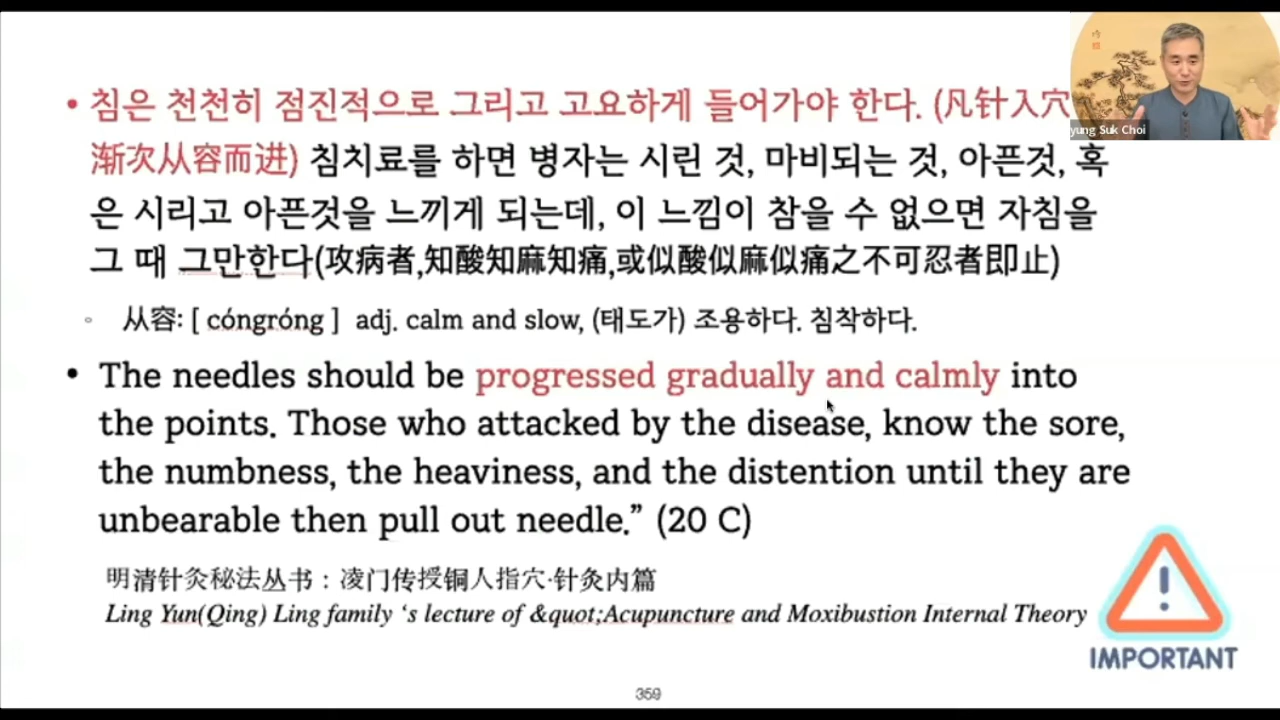 • 침은 천천히 점진적으로 그리고 고요하게 들어가야 한다. (凡针入穴
渐次从容而进) 침치료를 하면 병자는 시린 것, 마비되는 것, 아픈것, 혹
은 시리고 아픈것을 느끼게 되는데, 이 느낌이 참을 수 없으면 자침을
그 때 그만한다(攻病者,知酸知麻知痛,或似酸似麻似痛之不可忍者即止)
◦ 从容: [ cóngróng ] adj. calm and slow, (태도가) 조용하다. 침착하다.
• The needles should be progressed gradually and calmly into
the points. Those who attacked by the disease, know the sore,
the numbness, the heaviness, and the distention until they are
unbearable then pull out needle.” (20 C)
明清针灸秘法丛书：凌门传授铜人指穴·针灸内篇
Ling Yun(Qing) Ling family ‘s lecture of &quot;Acupuncture and Moxibustion Internal Theory
IMPORTANT
359
yung Suk Choi